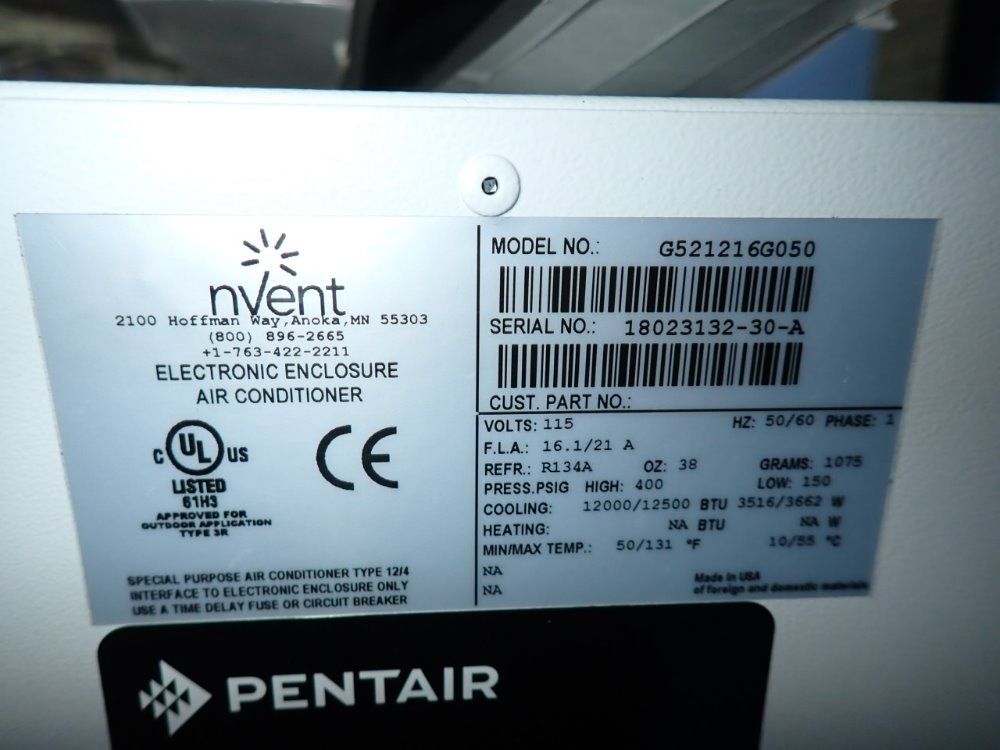 nVent
2100 Hoffman Way,Anoka,MN 55303
(800) 896-2665
+1-763-422-2211
ELECTRONIC ENCLOSURE
AIR CONDITIONER
C UL US
LISTED
61H3
APPROVED FOR
OUTDOOR APPLICATION
TYPE 3R
CE
SPECIAL PURPOSE AIR CONDITIONER TYPE 12/4
INTERFACE TO ELECTRONIC ENCLOSURE ONLY
USE A TIME DELAY FUSE OR CIRCUIT BREAKER
MODEL NO.: G521216G050
SERIAL NO.: 18023132-30-A
CUST. PART NO.:
VOLTS: 115 HZ: 50/60 PHASE: 1
F.L.A.: 16.1/21 A
REFR.: R134A OZ: 38 GRAMS: 1075
PRESS.PSIG HIGH: 400 LOW: 150
COOLING: 12000/12500 BTU 3516/3662 W
HEATING: NA BTU NA W
MIN/MAX TEMP.: 50/131 °F 10/55 °C
NA
NA
Made in USA
of foreign and domestic materials
PENTAIR